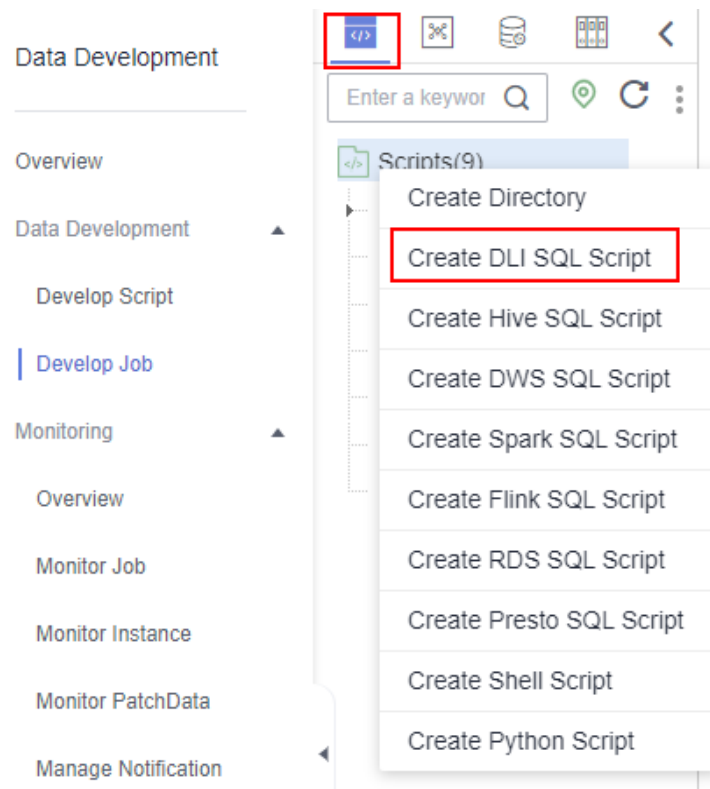 Data Development
Overview
Data Development
Develop Script
Develop Job
Monitoring
Overview
Monitor Job
Monitor Instance
Monitor PatchData
Manage Notification
</>
Enter a keywor
</> Scripts(9)
Create Directory
Create DLI SQL Script
Create Hive SQL Script
Create DWS SQL Script
Create Spark SQL Script
Create Flink SQL Script
Create RDS SQL Script
Create Presto SQL Script
Create Shell Script
Create Python Script